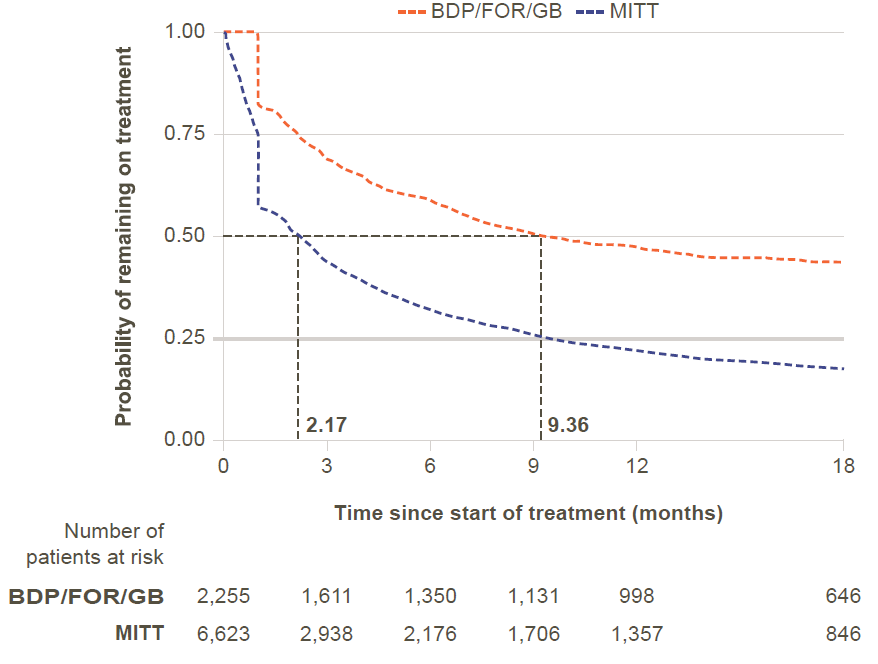 BDP/FOR/GB MITT
Probability of remaining on treatment
1.00
0.75
0.50
0.25
0.00
2.17 9.36
0 3 6 9 12 18
Time since start of treatment (months)
Number of
patients at risk
BDP/FOR/GB 2,255 1,611 1,350 1,131 998 646
MITT 6,623 2,938 2,176 1,706 1,357 846